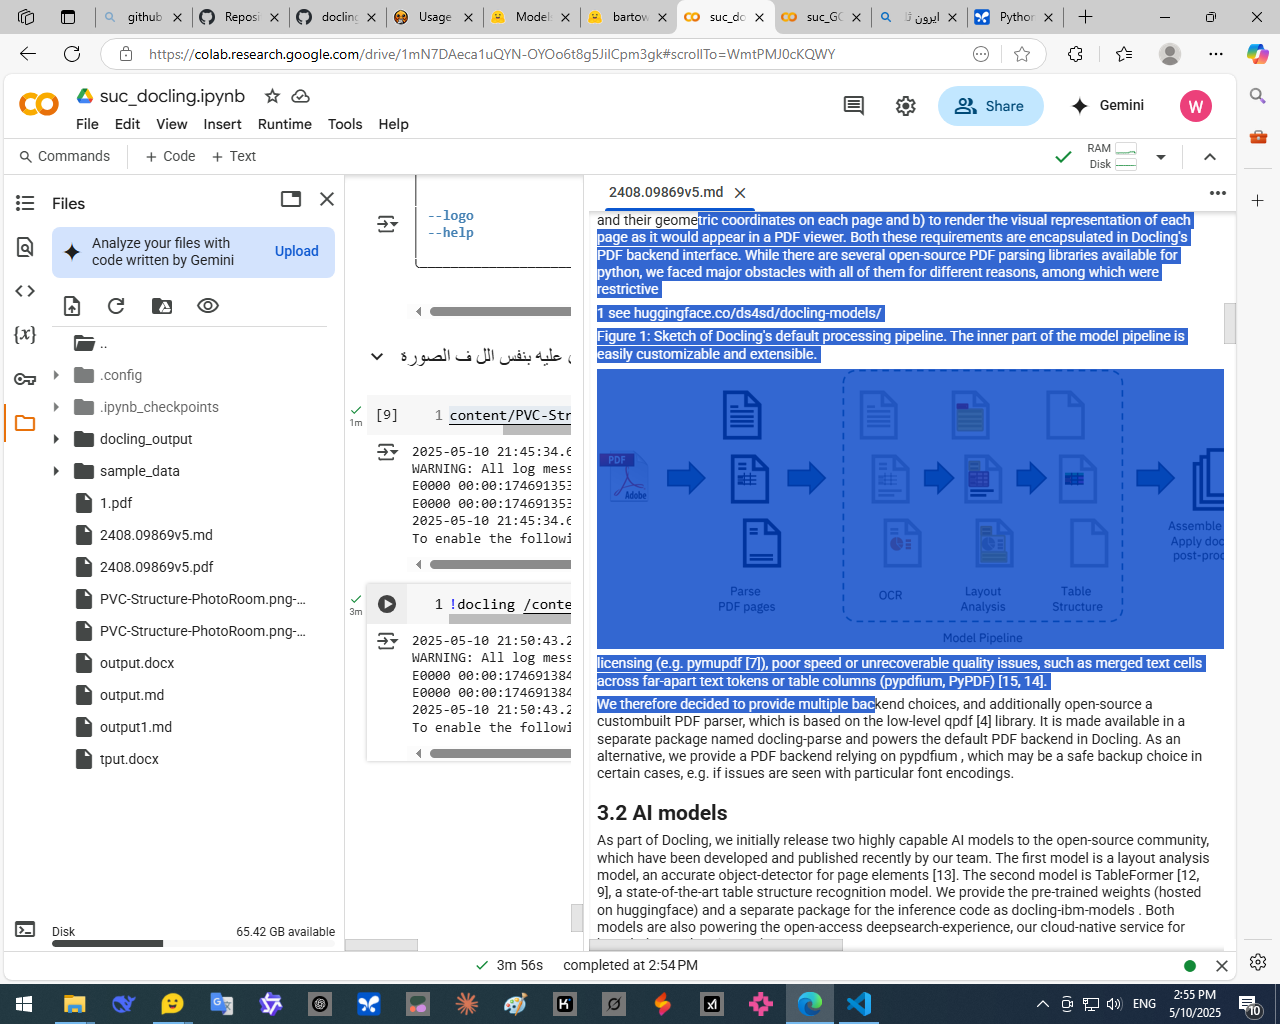 github
Reposi
docling
Usage
Models
bartow
suc_do
suc_GO
ايرون ثا
Python
https://colab.research.google.com/drive/1mN7DAeca1uQYN-OYOo6t8g5JilCpm3gk#scrollTo=WmtPMJ0cKQWY
suc_docling.ipynb
File Edit View Insert Runtime Tools Help
Share
Gemini
W
Commands
+ Code + Text
RAM
Disk
Files
Analyze your files with
code written by Gemini
Upload
{x}
..
.config
.ipynb_checkpoints
docling_output
sample_data
1.pdf
2408.09869v5.md
2408.09869v5.pdf
PVC-Structure-PhotoRoom.png-...
PVC-Structure-PhotoRoom.png-...
output.docx
output.md
output1.md
tput.docx
Disk
65.42 GB available
--logo
--help
عليه بنفس الل ف الصورة
[9]
1m
1 content/PVC-Str
2025-05-10 21:45:34.6
WARNING: All log mess
E0000 00:00:174691353
E0000 00:00:174691353
2025-05-10 21:45:34.6
To enable the followi
3m
1 !docling /conte
2025-05-10 21:50:43.2
WARNING: All log mess
E0000 00:00:174691384
E0000 00:00:174691384
2025-05-10 21:50:43.2
To enable the followi
2408.09869v5.md
and their geometric coordinates on each page and b) to render the visual representation of each
page as it would appear in a PDF viewer. Both these requirements are encapsulated in Docling's
PDF backend interface. While there are several open-source PDF parsing libraries available for
python, we faced major obstacles with all of them for different reasons, among which were
restrictive
1 see huggingface.co/ds4sd/docling-models/
Figure 1: Sketch of Docling's default processing pipeline. The inner part of the model pipeline is
easily customizable and extensible.
PDF
Adobe
Parse
PDF pages
OCR
Layout
Analysis
Table
Structure
Assemble
Apply doc
post-proc
Model Pipeline
licensing (e.g. pymupdf [7]), poor speed or unrecoverable quality issues, such as merged text cells
across far-apart text tokens or table columns (pypdfium, PyPDF) [15, 14].
We therefore decided to provide multiple backend choices, and additionally open-source a
custombuilt PDF parser, which is based on the low-level qpdf [4] library. It is made available in a
separate package named docling-parse and powers the default PDF backend in Docling. As an
alternative, we provide a PDF backend relying on pypdfium , which may be a safe backup choice in
certain cases, e.g. if issues are seen with particular font encodings.
3.2 AI models
As part of Docling, we initially release two highly capable AI models to the open-source community,
which have been developed and published recently by our team. The first model is a layout analysis
model, an accurate object-detector for page elements [13]. The second model is TableFormer [12,
9], a state-of-the-art table structure recognition model. We provide the pre-trained weights (hosted
on huggingface) and a separate package for the inference code as docling-ibm-models . Both
models are also powering the open-access deepsearch-experience, our cloud-native service for
3m 56s completed at 2:54 PM
ENG
2:55 PM
5/10/2025
10